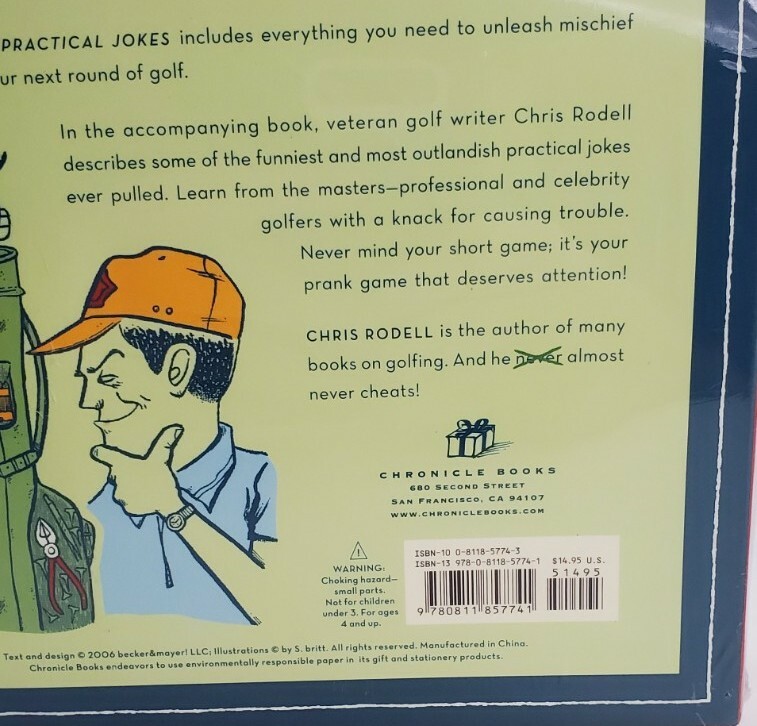 PRACTICAL JOKES includes everything you need to unleash mischief
ur next round of golf.
In the accompanying book, veteran golf writer Chris Rodell
describes some of the funniest and most outlandish practical jokes
ever pulled. Learn from the masters—professional and celebrity
golfers with a knack for causing trouble.
Never mind your short game; it's your
prank game that deserves attention!
CHRIS RODELL is the author of many
books on golfing. And he never almost
never cheats!
CHRONICLE BOOKS
680 SECOND STREET
SAN FRANCISCO, CA 94107
WWW.CHRONICLEBOOKS.COM
WARNING:
Choking hazard—
small parts.
Not for children
under 3. For ages
4 and up.
ISBN-10 0-8118-5774-3
ISBN-13 978-0-8118-5774-1 $14.95 U.S.
51495
9 780811 857741
Text and design © 2006 becker&mayer! LLC; Illustrations © by S. britt. All rights reserved. Manufactured in China.
Chronicle Books endeavors to use environmentally responsible paper in its gift and stationery products.